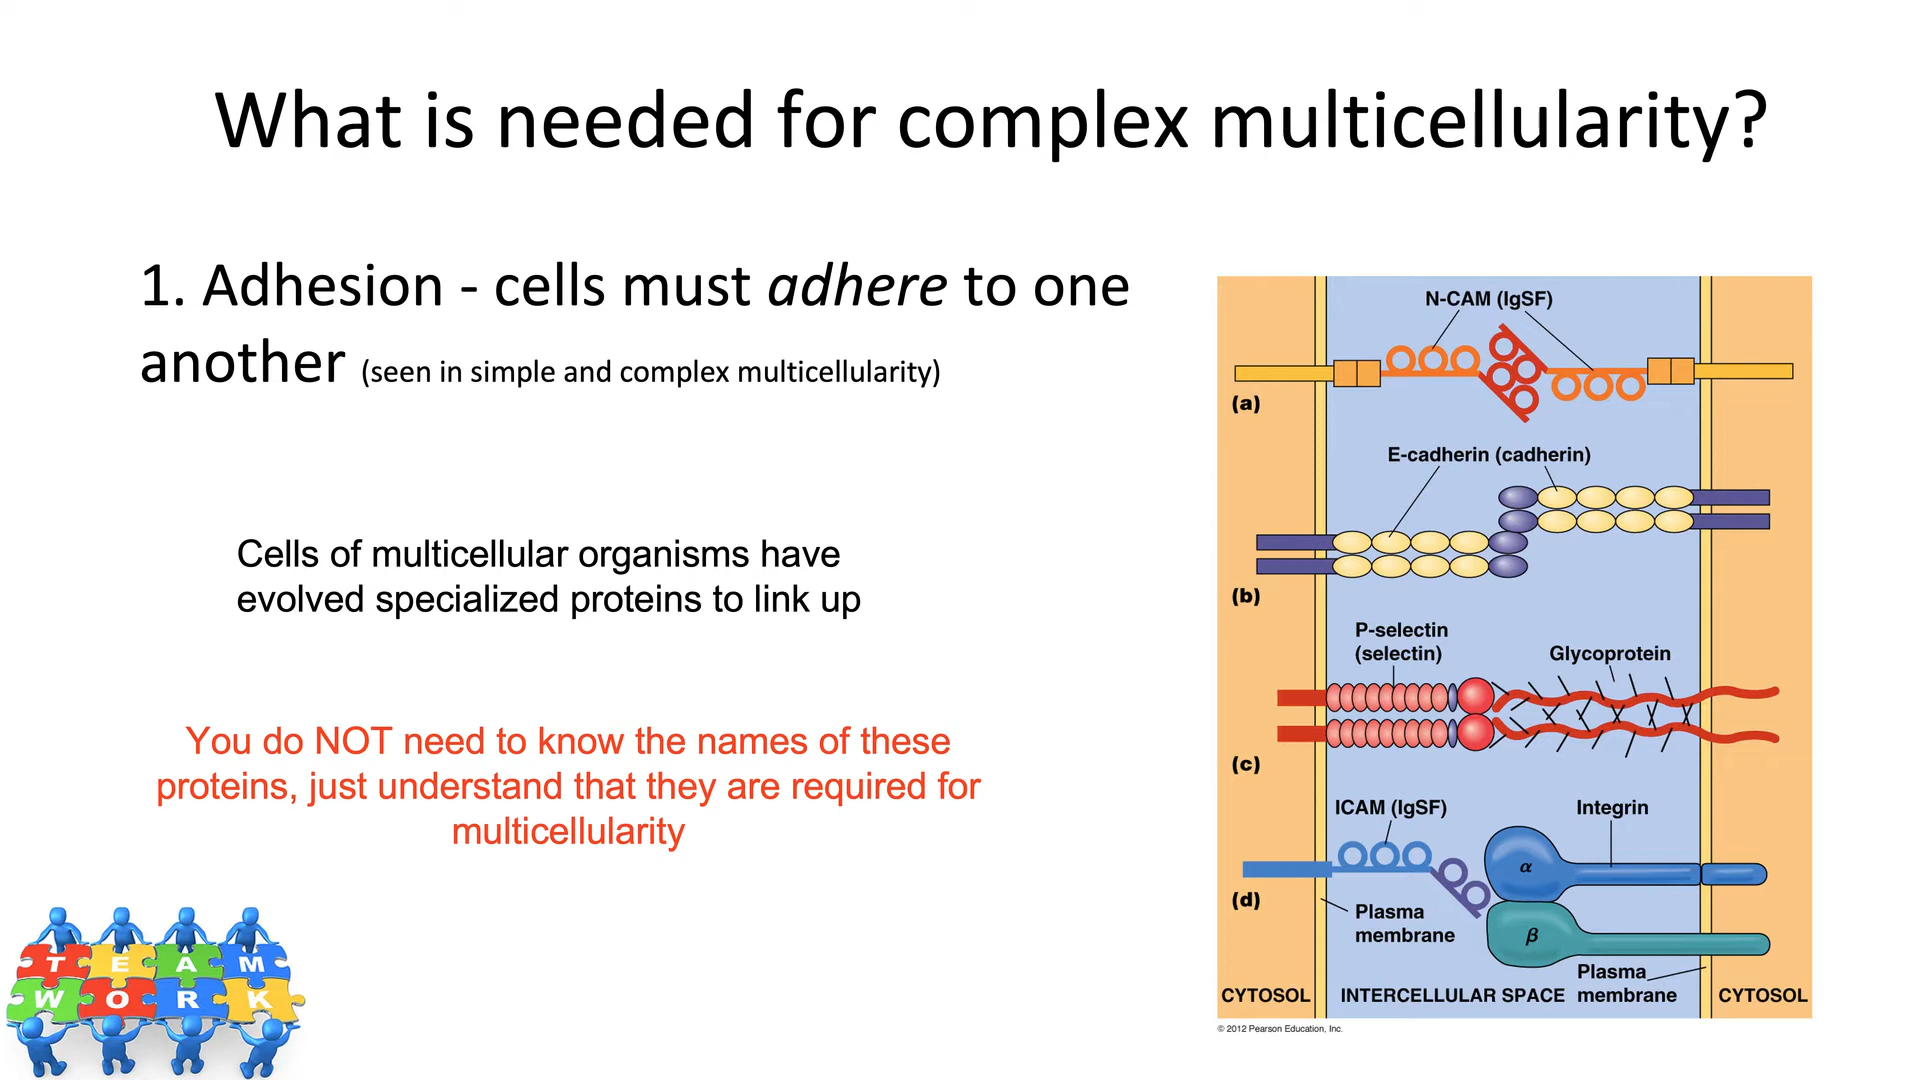 What is needed for complex multicellularity?
1. Adhesion - cells must adhere to one
another (seen in simple and complex multicellularity)
Cells of multicellular organisms have
evolved specialized proteins to link up
You do NOT need to know the names of these
proteins, just understand that they are required for
multicellularity
TEAM
WORK
N-CAM (IgSF)
(a)
E-cadherin (cadherin)
(b)
P-selectin
(selectin)
Glycoprotein
(c)
ICAM (IgSF)
Integrin
α
(d)
Plasma
membrane
β
Plasma
membrane
CYTOSOL
INTERCELLULAR SPACE
CYTOSOL
© 2012 Pearson Education, Inc.